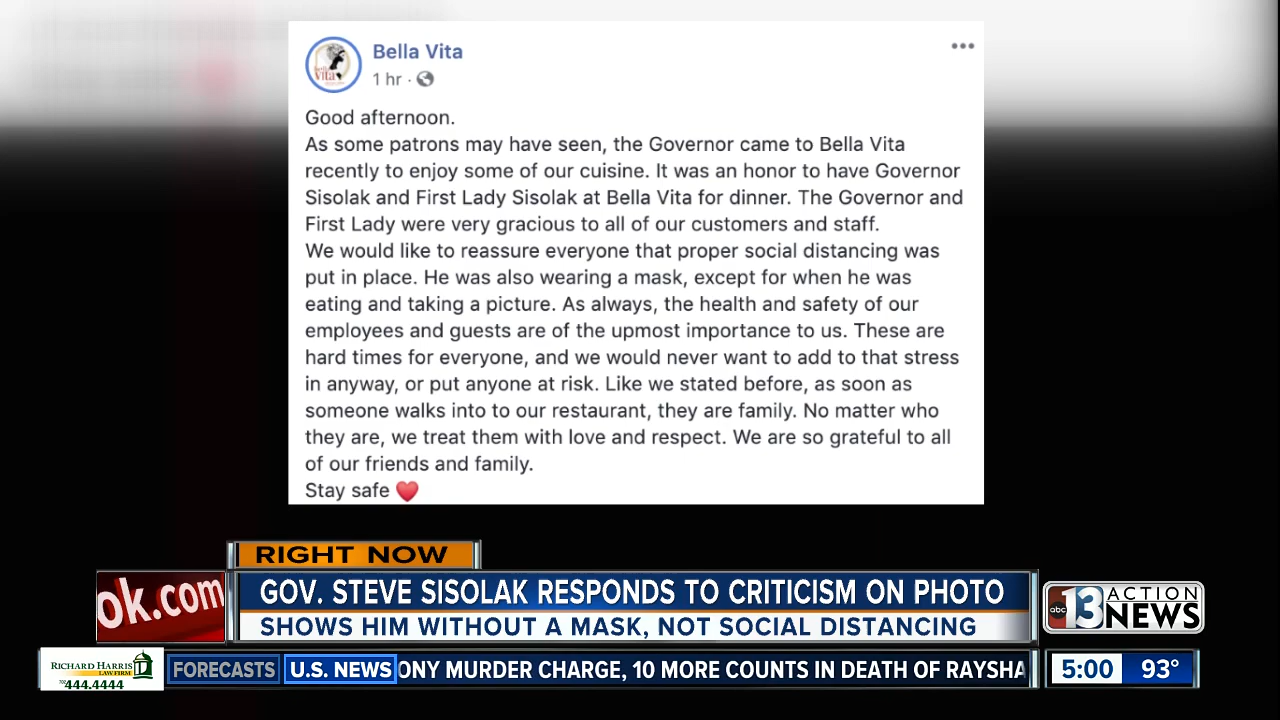 Bella Vita
1 hr ·
Good afternoon.
As some patrons may have seen, the Governor came to Bella Vita
recently to enjoy some of our cuisine. It was an honor to have Governor
Sisolak and First Lady Sisolak at Bella Vita for dinner. The Governor and
First Lady were very gracious to all of our customers and staff.
We would like to reassure everyone that proper social distancing was
put in place. He was also wearing a mask, except for when he was
eating and taking a picture. As always, the health and safety of our
employees and guests are of the upmost importance to us. These are
hard times for everyone, and we would never want to add to that stress
in anyway, or put anyone at risk. Like we stated before, as soon as
someone walks into to our restaurant, they are family. No matter who
they are, we treat them with love and respect. We are so grateful to all
of our friends and family.
Stay safe ❤️
RIGHT NOW
ok.com
GOV. STEVE SISOLAK RESPONDS TO CRITICISM ON PHOTO
SHOWS HIM WITHOUT A MASK, NOT SOCIAL DISTANCING
abc 13 ACTION NEWS
RICHARD HARRIS
LAW FIRM
702 444.4444
FORECASTS
U.S. NEWS
ONY MURDER CHARGE, 10 MORE COUNTS IN DEATH OF RAYSHA
5:00
93°